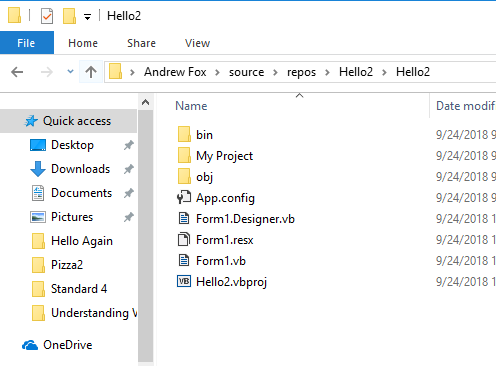 Hello2
File Home Share View
Andrew Fox source repos Hello2 Hello2
Name Date modif
Quick access
Desktop
Downloads
Documents
Pictures
Hello Again
Pizza2
Standard 4
Understanding V
OneDrive
bin 9/24/2018 9
My Project 9/24/2018 9
obj 9/24/2018 9
App.config 9/24/2018 9
Form1.Designer.vb 9/24/2018 1
Form1.resx 9/24/2018 1
Form1.vb 9/24/2018 1
VB Hello2.vbproj 9/24/2018 1